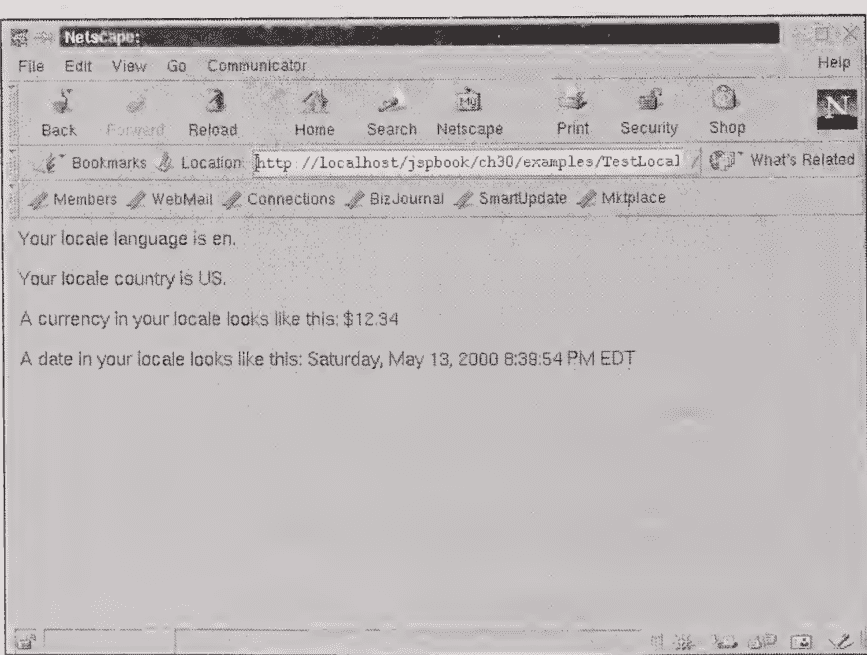 Netscape:
File Edit View Go Communicator Help
Back Forward Reload Home Search Netscape Print Security Shop
My
N
Bookmarks Location: http://localhost/jspbook/ch30/examples/TestLocal What's Related
Members WebMail Connections BizJournal SmartUpdate Mktplace
Your locale language is en.
Your locale country is US.
A currency in your locale looks like this: $12.34
A date in your locale looks like this: Saturday, May 13, 2000 8:38:54 PM EDT